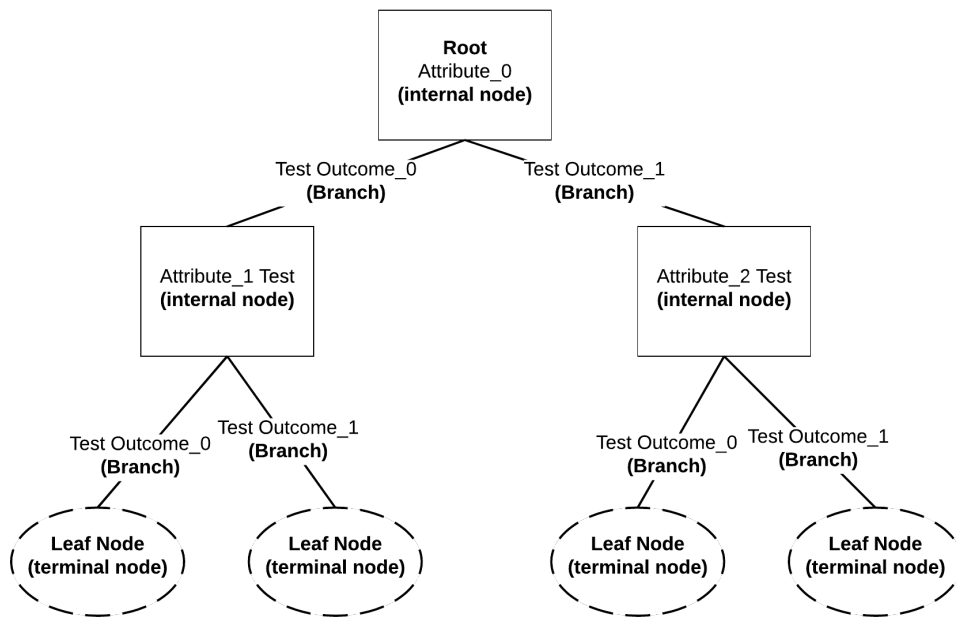 Root
Attribute_0
(internal node)
Test Outcome_0
(Branch)
Test Outcome_1
(Branch)
Attribute_1 Test
(internal node)
Attribute_2 Test
(internal node)
Test Outcome_0
(Branch)
Test Outcome_1
(Branch)
Test Outcome_0
(Branch)
Test Outcome_1
(Branch)
Leaf Node
(terminal node)
Leaf Node
(terminal node)
Leaf Node
(terminal node)
Leaf Node
(terminal node)